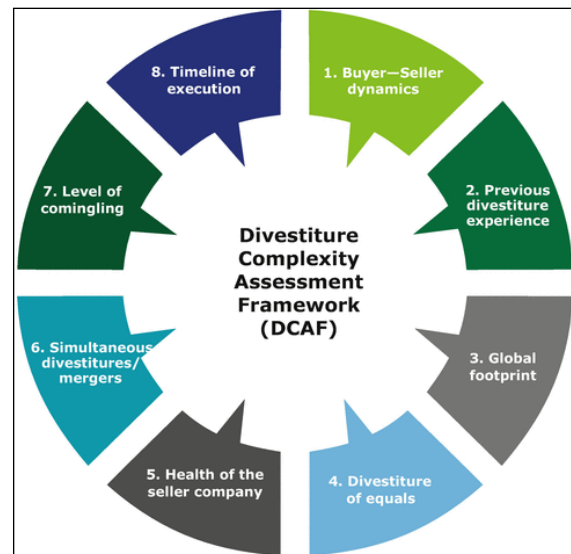 Divestiture
Complexity
Assessment
Framework
(DCAF)
1. Buyer—Seller
dynamics
2. Previous
divestiture
experience
3. Global
footprint
4. Divestiture
of equals
5. Health of the
seller company
6. Simultaneous
divestitures/
mergers
7. Level of
comingling
8. Timeline of
execution